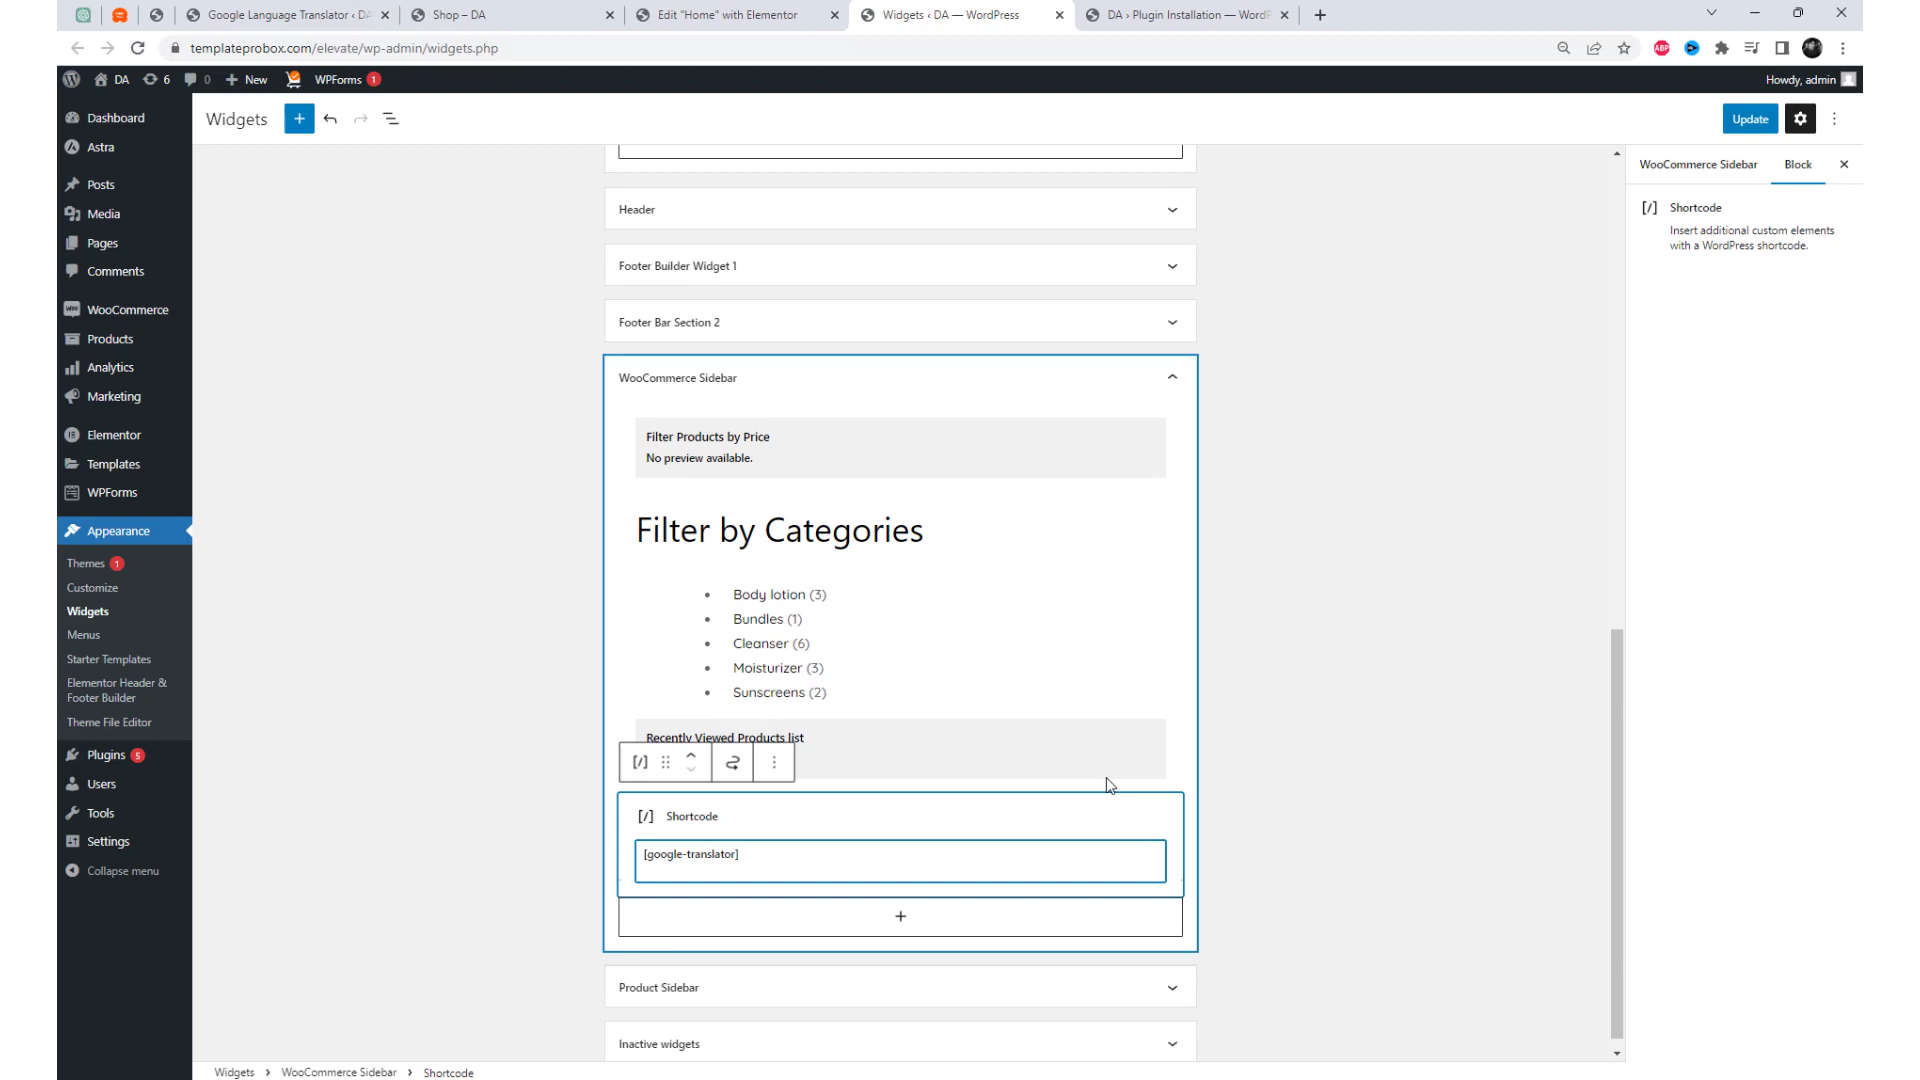 Google Language Translator ‹ DA
Shop – DA
Edit "Home" with Elementor
Widgets ‹ DA — WordPress
DA › Plugin Installation — WordP
templateprobox.com/elevate/wp-admin/widgets.php
ABP
DA
6
0
New
WPForms 1
Howdy, admin
Dashboard
Astra
Posts
Media
Pages
Comments
WooCommerce
Products
Analytics
Marketing
Elementor
Templates
WPForms
Appearance
Themes 1
Customize
Widgets
Menus
Starter Templates
Elementor Header &
Footer Builder
Theme File Editor
Plugins 5
Users
Tools
Settings
Collapse menu
Widgets
Update
Header
Footer Builder Widget 1
Footer Bar Section 2
WooCommerce Sidebar
Filter Products by Price
No preview available.
Filter by Categories
Body lotion (3)
Bundles (1)
Cleanser (6)
Moisturizer (3)
Sunscreens (2)
Recently Viewed Products list
[/] Shortcode
[google-translator]
Product Sidebar
Inactive widgets
Widgets › WooCommerce Sidebar › Shortcode
WooCommerce Sidebar
Block
[/] Shortcode
Insert additional custom elements
with a WordPress shortcode.